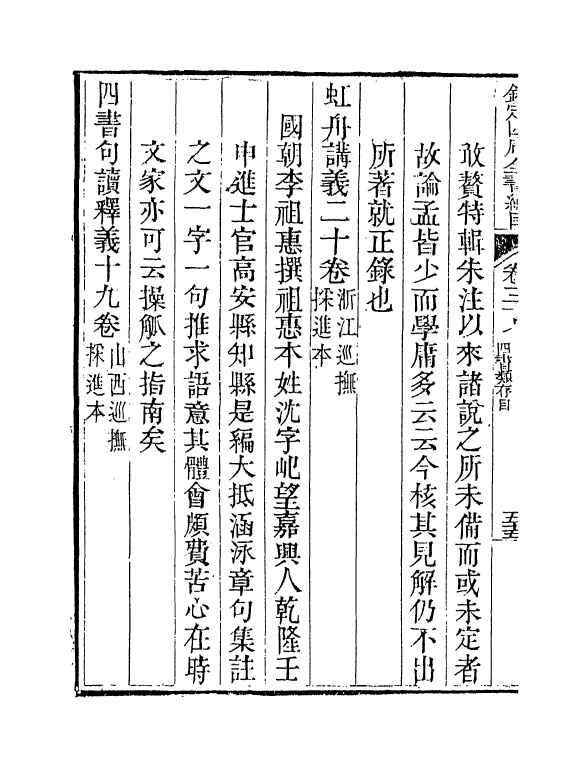 欽定四庫全書總目 卷三十八 四書類存目
敢贅特輯朱注以來諸說之所未備而或未定者
故論孟皆少而學庸多云云今核其見解仍不出
所著就正錄也
虹舟講義二十卷浙江巡撫採進本
國朝李祖惠撰祖惠本姓沈字屺望嘉興人乾隆壬
申進士官高安縣知縣是編大抵涵泳章句集註
之文一字一句推求語意其體會頗費苦心在時
文家亦可云操觚之指南矣
四書句讀釋義十九卷山西巡撫採進本